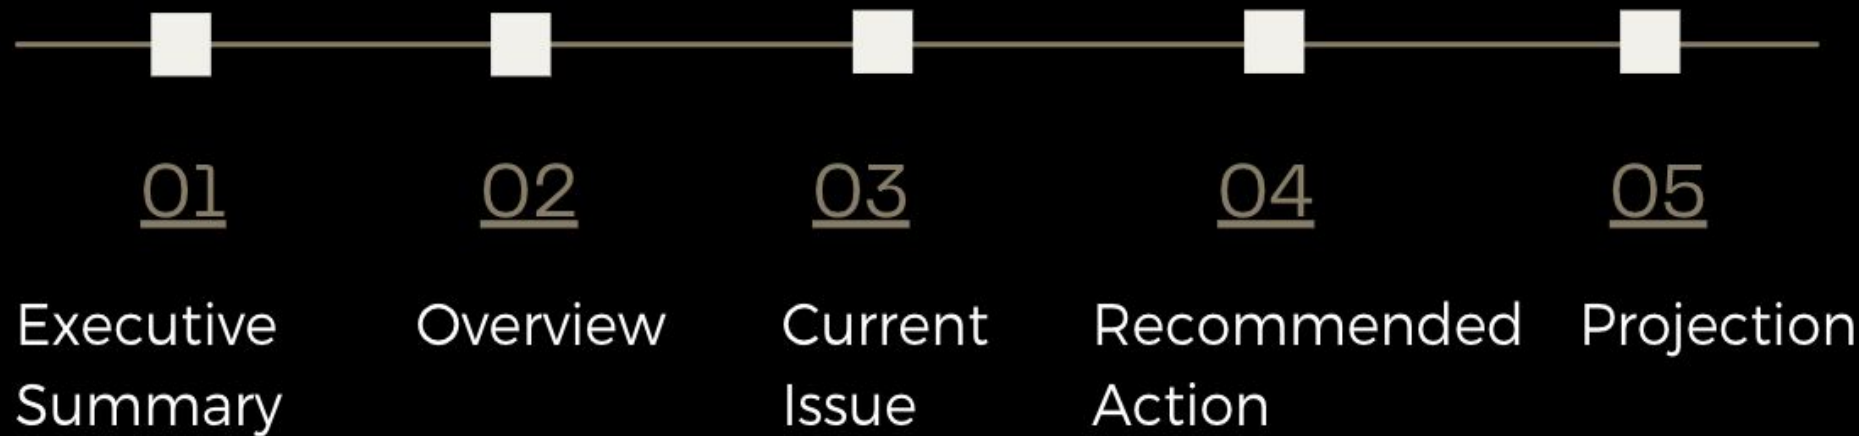 01
02
03
04
05
Executive
Summary
Overview
Current
Issue
Recommended
Action
Projection